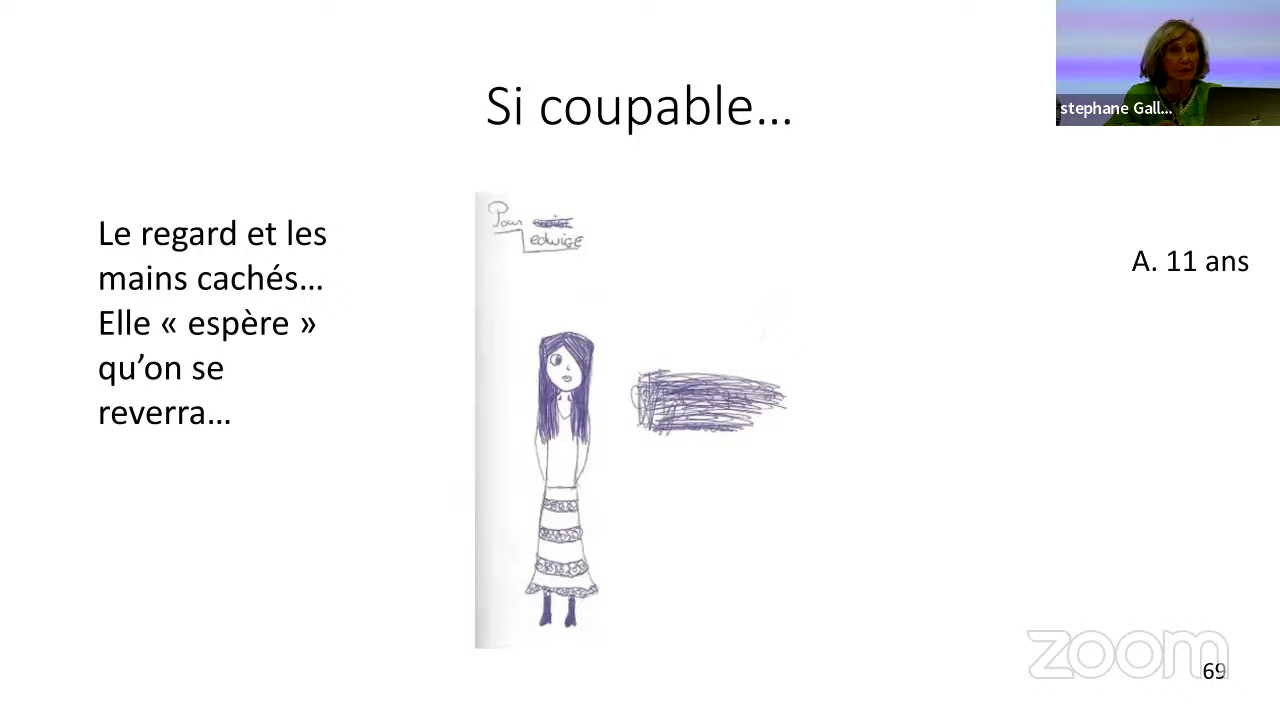 Si coupable…
stephane Gall...
Le regard et les
mains cachés…
Elle « espère »
qu’on se
reverra…
Pour
edwige
A. 11 ans
zoom
69